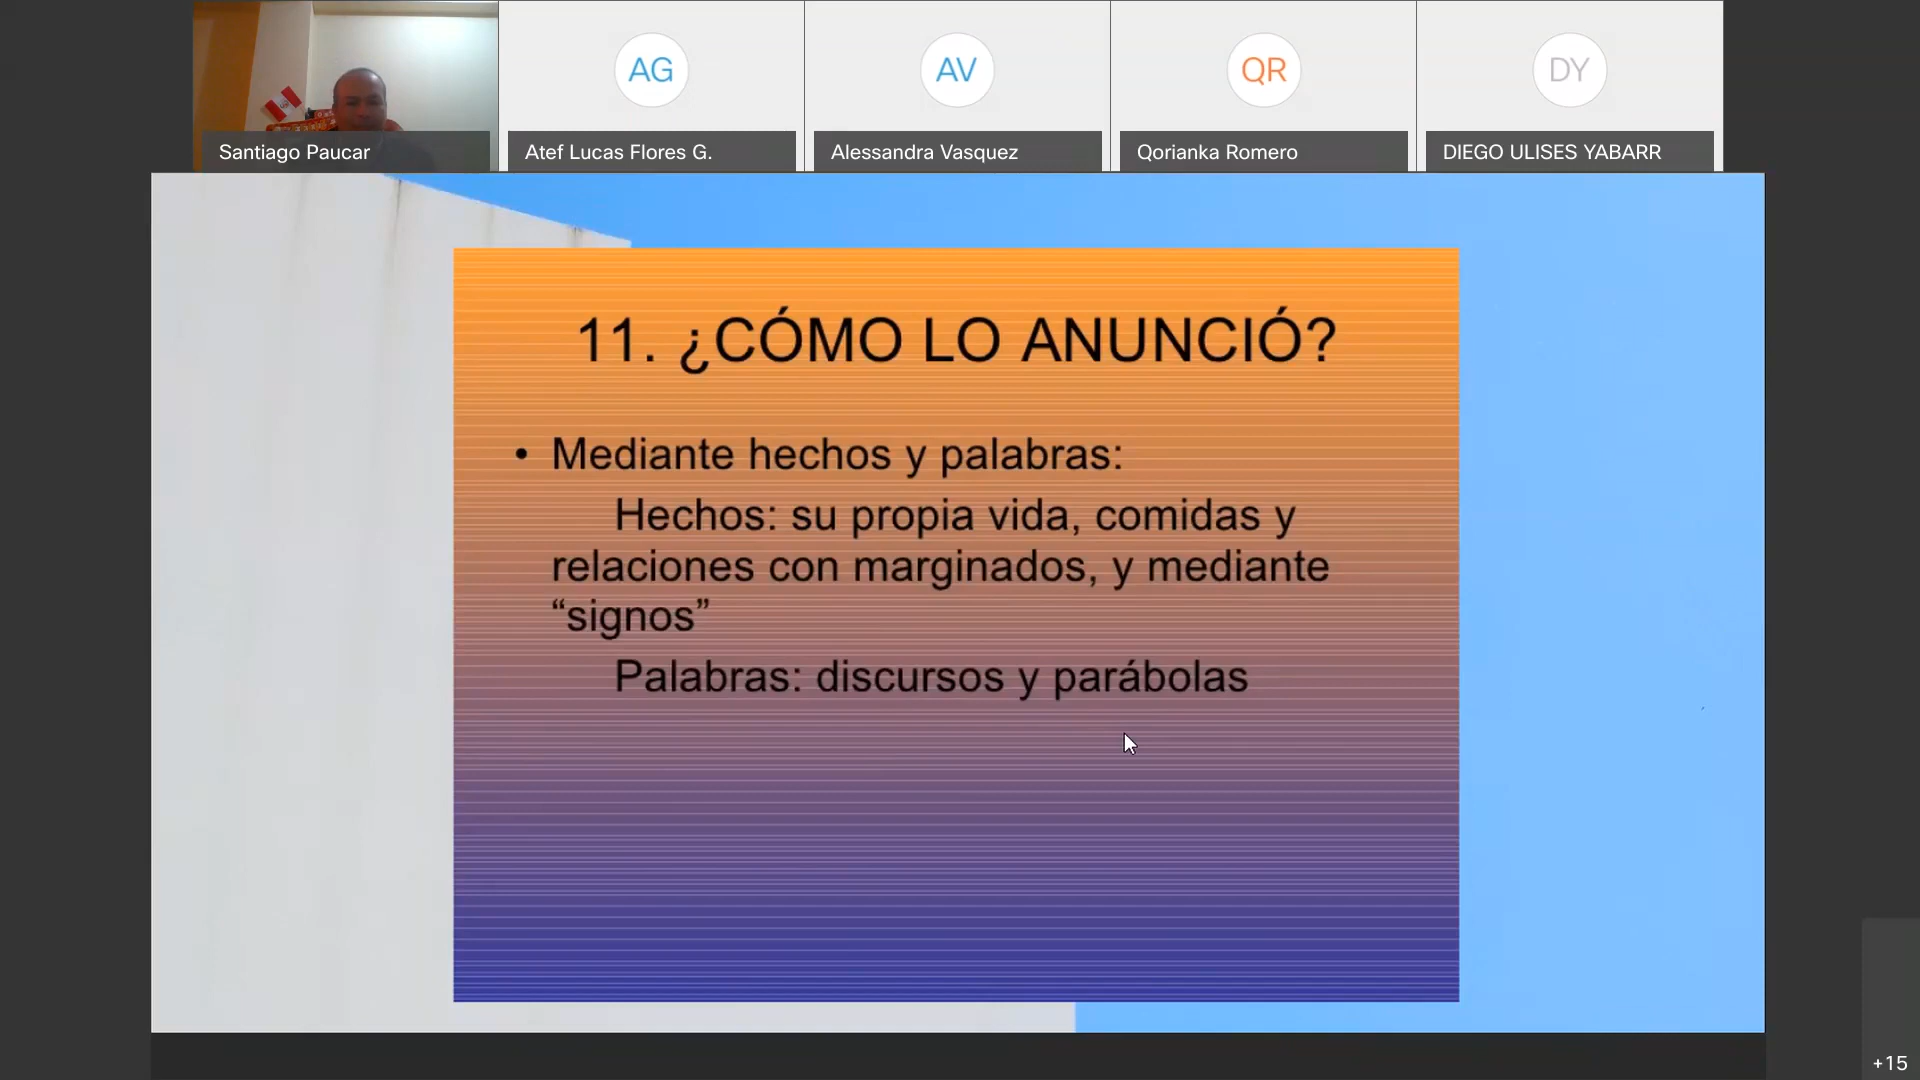 AG
AV
QR
DY
Santiago Paucar
Atef Lucas Flores G.
Alessandra Vasquez
Qorianka Romero
DIEGO ULISES YABARR
11. ¿CÓMO LO ANUNCIÓ?
• Mediante hechos y palabras:
Hechos: su propia vida, comidas y
relaciones con marginados, y mediante
“signos”
Palabras: discursos y parábolas
+15